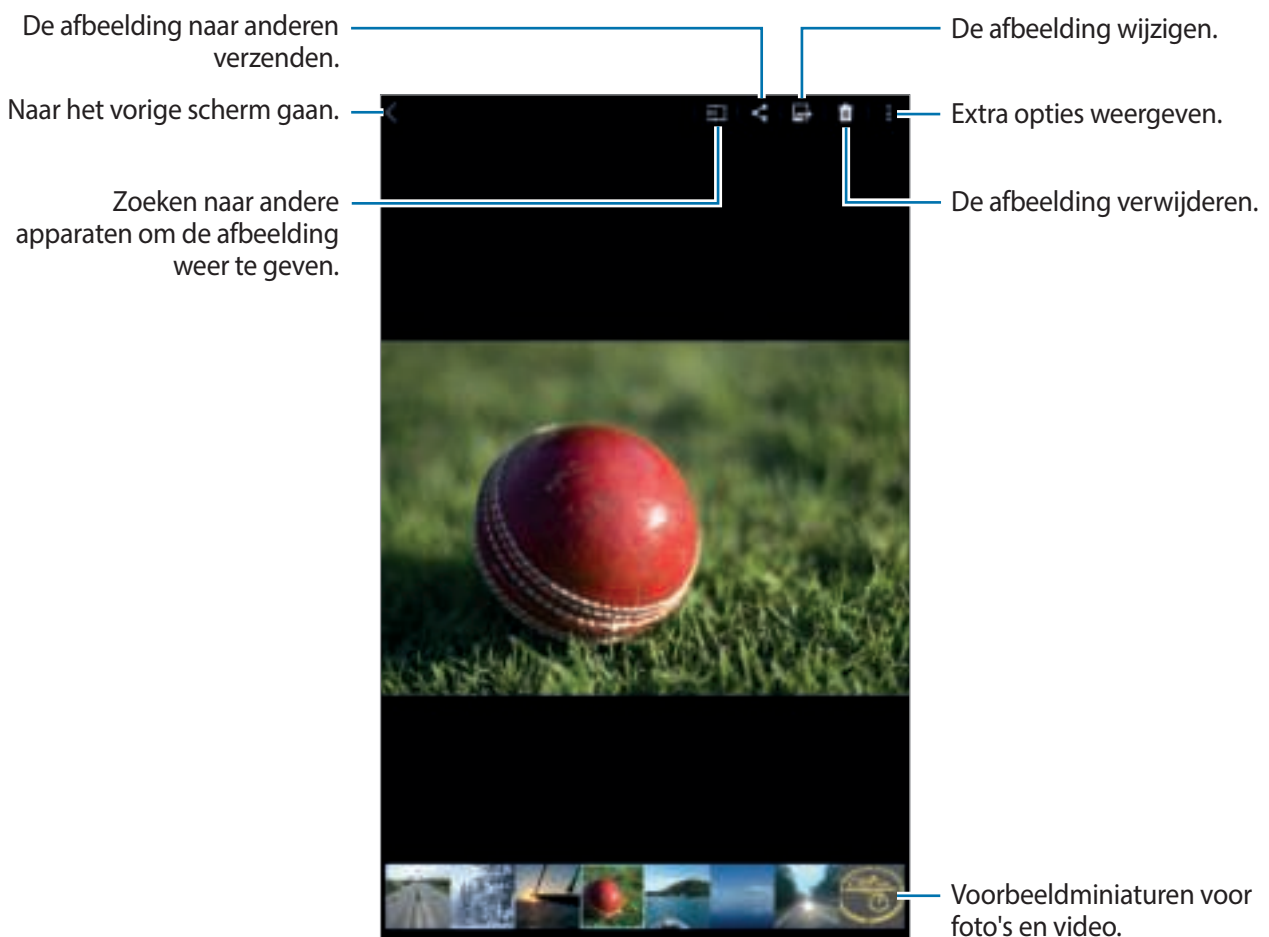 De afbeelding naar anderen
verzenden.
De afbeelding wijzigen.
Naar het vorige scherm gaan.
Extra opties weergeven.
Zoeken naar andere
apparaten om de afbeelding
weer te geven.
De afbeelding verwijderen.
Voorbeeldminiaturen voor
foto's en video.